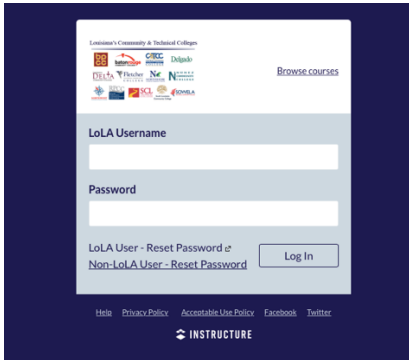 Louisiana's Community & Technical Colleges
Delgado
DELTA Fletcher
SCL SOWELA
Browse courses
LoLA Username
Password
LoLA User - Reset Password
Non-LoLA User - Reset Password
Log In
Help Privacy Policy Acceptable Use Policy Facebook Twitter
INSTRUCTURE